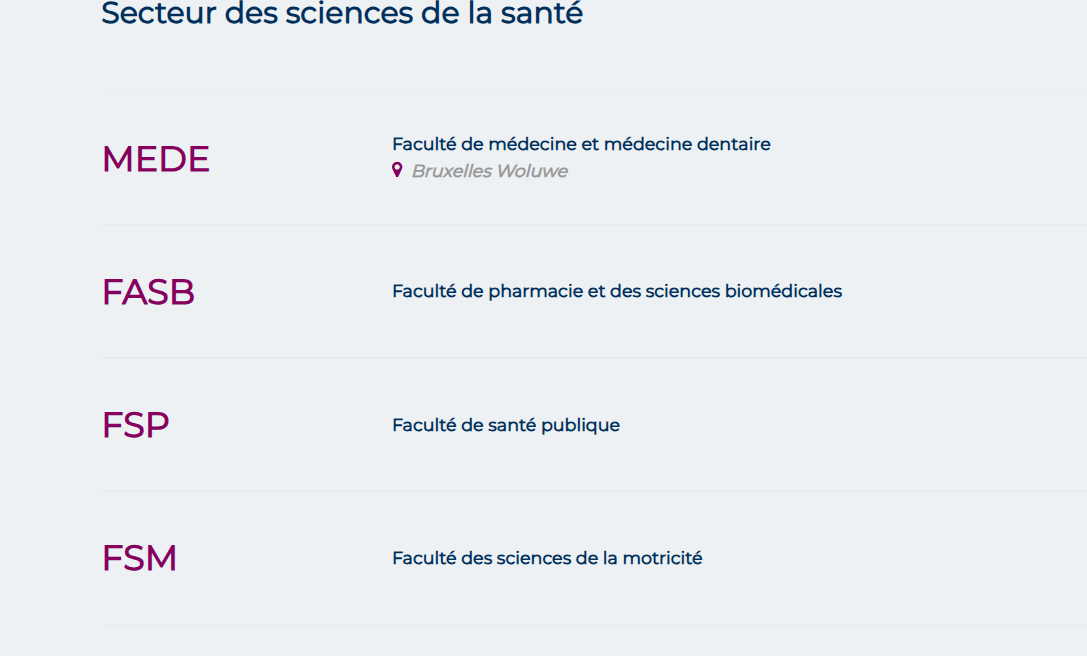 Secteur des sciences de la santé
MEDE
Faculté de médecine et médecine dentaire
Bruxelles Woluwe
FASB
Faculté de pharmacie et des sciences biomédicales
FSP
Faculté de santé publique
FSM
Faculté des sciences de la motricité